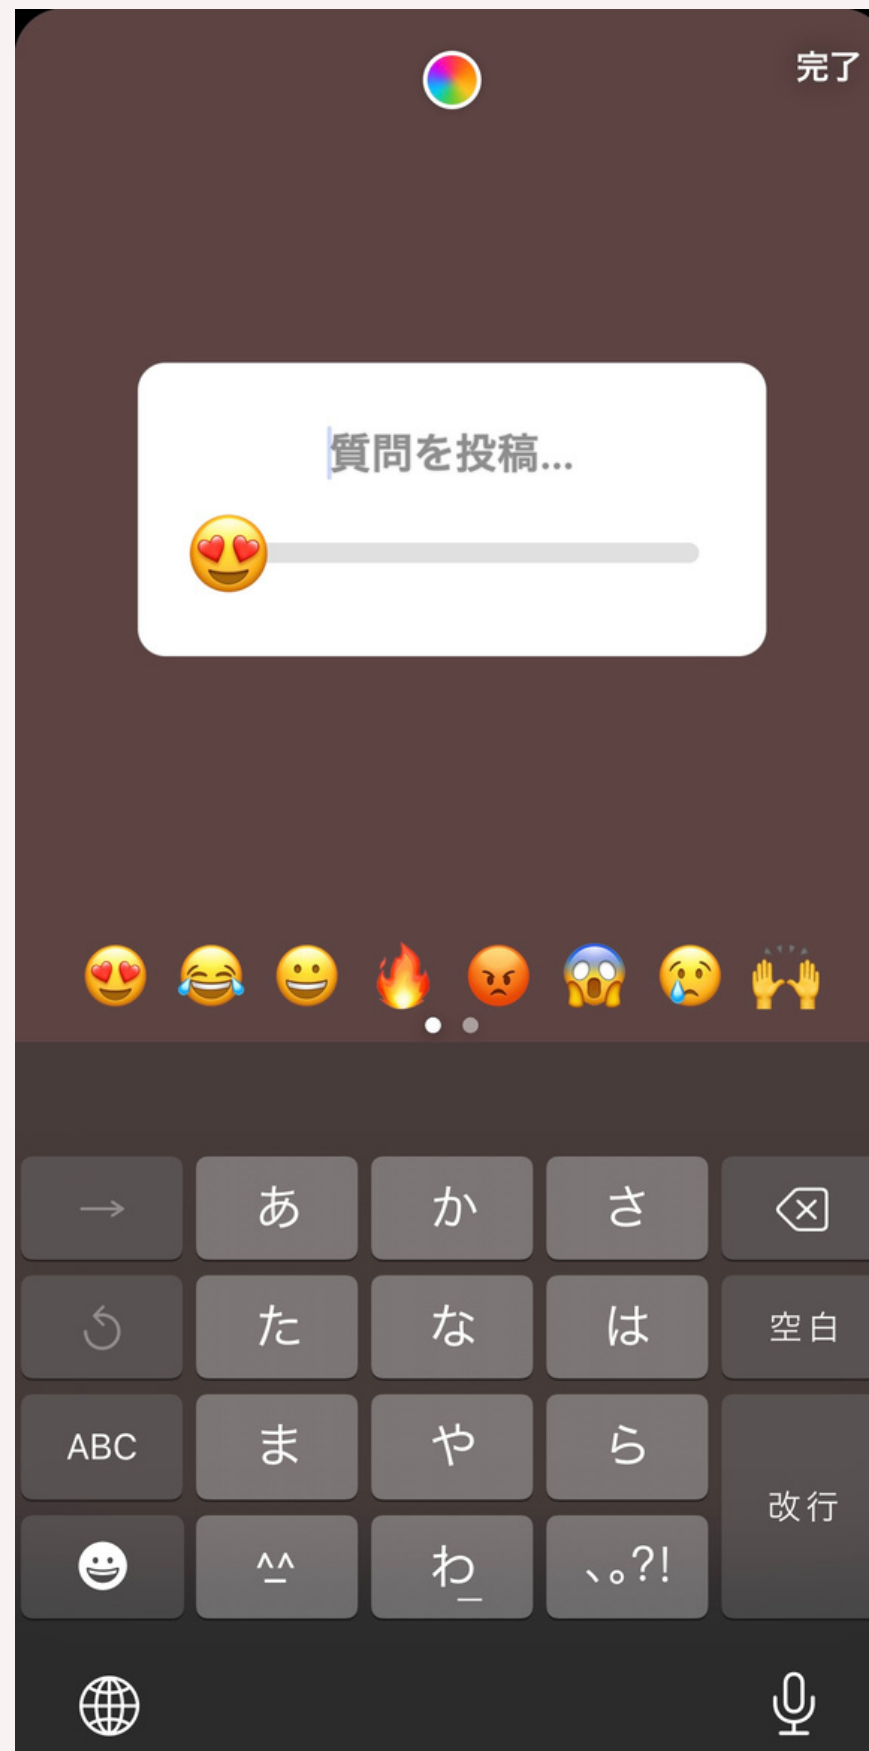 完了
質問を投稿...
→ あ か さ
た な は 空白
ABC ま や ら
改行
^^ わ_ 、。?!